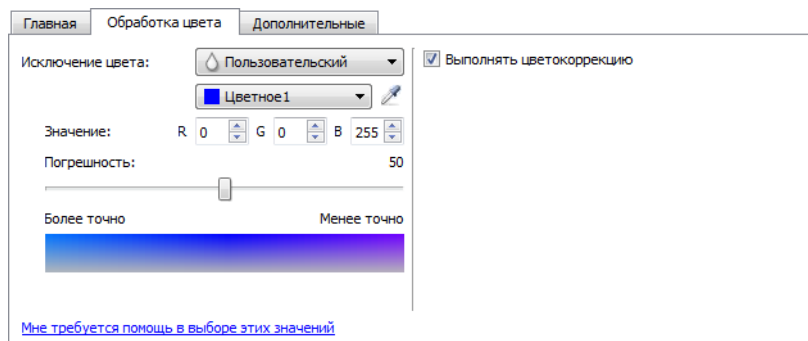 Главная Обработка цвета Дополнительные
Исключение цвета: Пользовательский
Выполнять цветокоррекцию
Цветное1
Значение: R 0 G 0 B 255
Погрешность: 50
Более точно Менее точно
Мне требуется помощь в выборе этих значений